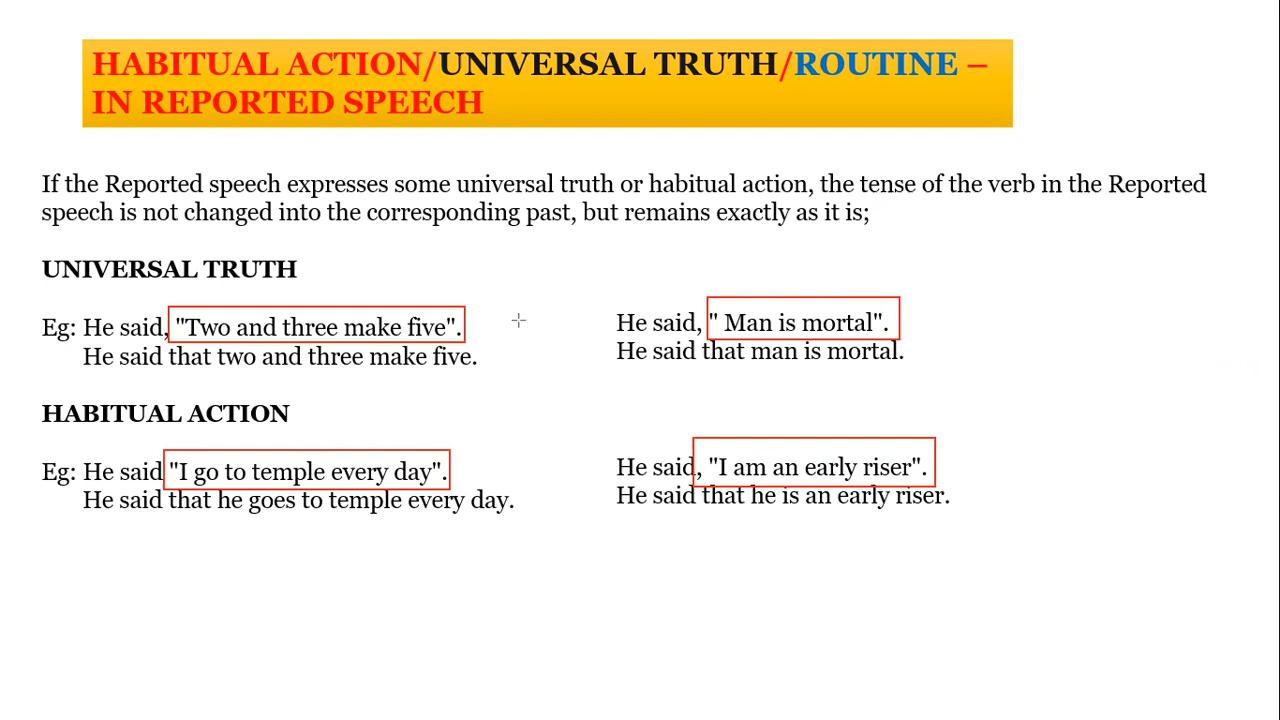 HABITUAL ACTION/UNIVERSAL TRUTH/ROUTINE –
IN REPORTED SPEECH
If the Reported speech expresses some universal truth or habitual action, the tense of the verb in the Reported
speech is not changed into the corresponding past, but remains exactly as it is;
UNIVERSAL TRUTH
Eg: He said, "Two and three make five".
He said that two and three make five.
He said, " Man is mortal".
He said that man is mortal.
HABITUAL ACTION
Eg: He said "I go to temple every day".
He said that he goes to temple every day.
He said, "I am an early riser".
He said that he is an early riser.